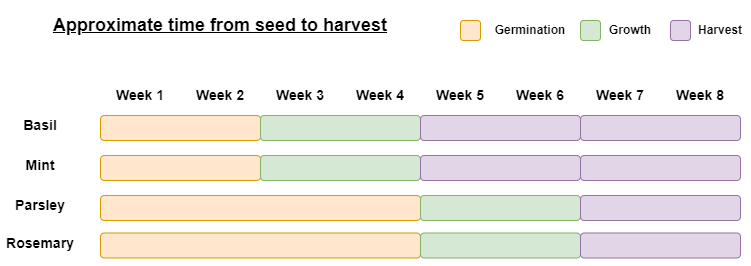 Approximate time from seed to harvest
Germination Growth Harvest
Week 1 Week 2 Week 3 Week 4 Week 5 Week 6 Week 7 Week 8
Basil
Mint
Parsley
Rosemary